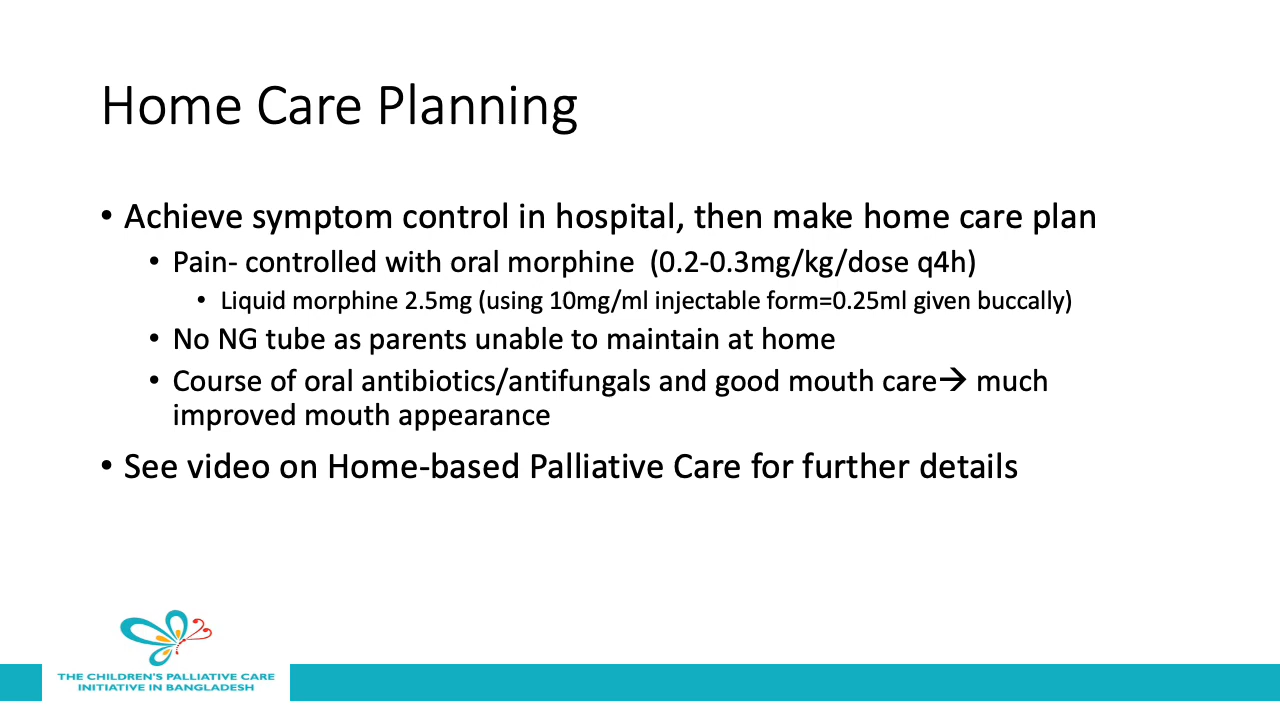 Home Care Planning
• Achieve symptom control in hospital, then make home care plan
• Pain- controlled with oral morphine (0.2-0.3mg/kg/dose q4h)
• Liquid morphine 2.5mg (using 10mg/ml injectable form=0.25ml given buccally)
• No NG tube as parents unable to maintain at home
• Course of oral antibiotics/antifungals and good mouth care→ much
improved mouth appearance
• See video on Home-based Palliative Care for further details
THE CHILDREN'S PALLIATIVE CARE
INITIATIVE IN BANGLADESH